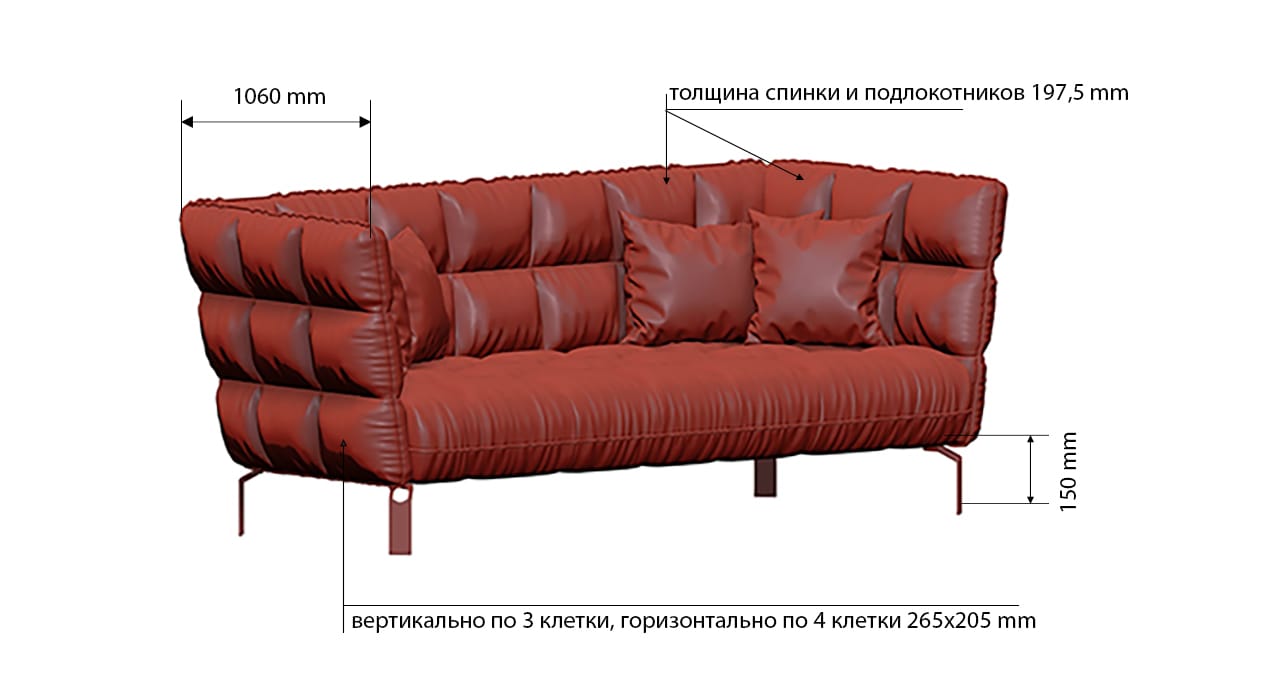 1060 mm
толщина спинки и подлокотников 197,5 mm
150 mm
вертикально по 3 клетки, горизонтально по 4 клетки 265x205 mm